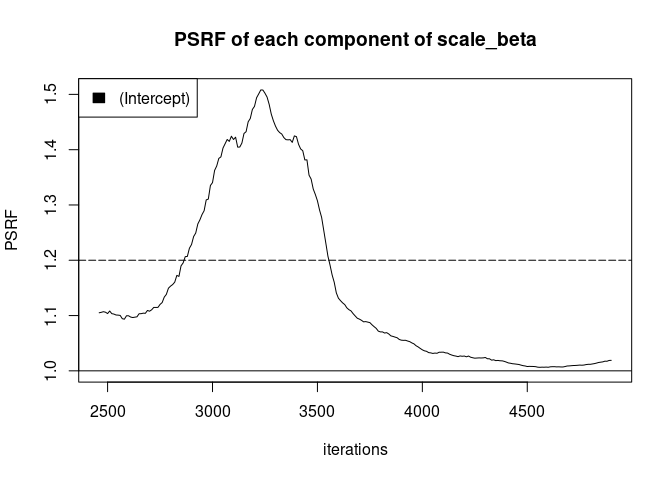 PSRF of each component of scale_beta
(Intercept)
PSRF
1.5
1.4
1.3
1.2
1.1
1.0
2500 3000 3500 4000 4500
iterations